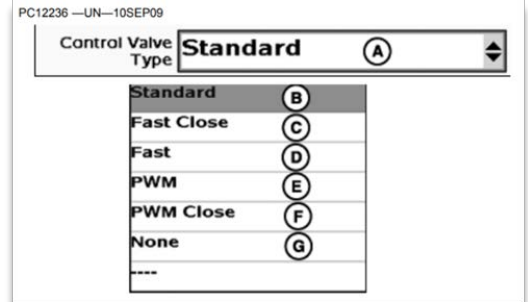 PC12236 —UN—10SEP09
Control Valve Standard A
Type
Standard B
Fast Close C
Fast D
PWM E
PWM Close F
None G
----